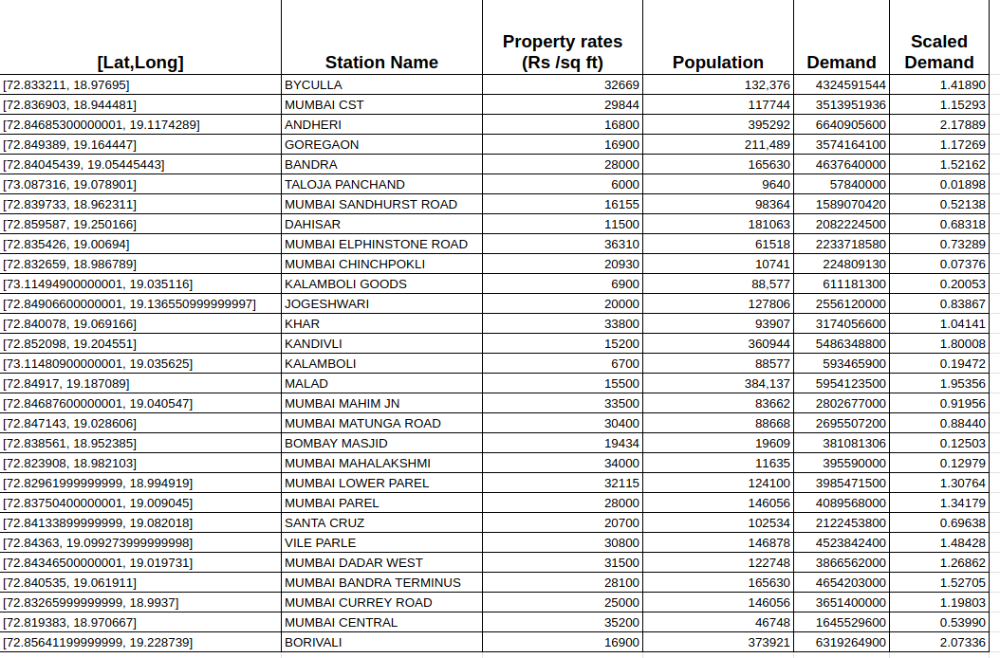 [Lat,Long] Station Name Property rates (Rs /sq ft) Population Demand Scaled Demand
[72.833211, 18.97695] BYCULLA 32669 132,376 4324591544 1.41890
[72.836903, 18.944481] MUMBAI CST 29844 117744 3513951936 1.15293
[72.84685300000001, 19.1174289] ANDHERI 16800 395292 6640905600 2.17889
[72.849389, 19.164447] GOREGAON 16900 211,489 3574164100 1.17269
[72.84045439, 19.05445443] BANDRA 28000 165630 4637640000 1.52162
[73.087316, 19.078901] TALOJA PANCHAND 6000 9640 57840000 0.01898
[72.839733, 18.962311] MUMBAI SANDHURST ROAD 16155 98364 1589070420 0.52138
[72.859587, 19.250166] DAHISAR 11500 181063 2082224500 0.68318
[72.835426, 19.00694] MUMBAI ELPHINSTONE ROAD 36310 61518 2233718580 0.73289
[72.832659, 18.986789] MUMBAI CHINCHPOKLI 20930 10741 224809130 0.07376
[73.11494900000001, 19.035116] KALAMBOLI GOODS 6900 88,577 611181300 0.20053
[72.84906600000001, 19.136550999999997] JOGESHWARI 20000 127806 2556120000 0.83867
[72.840078, 19.069166] KHAR 33800 93907 3174056600 1.04141
[72.852098, 19.204551] KANDIVLI 15200 360944 5486348800 1.80008
[73.11480900000001, 19.035625] KALAMBOLI 6700 88577 593465900 0.19472
[72.84917, 19.187089] MALAD 15500 384,137 5954123500 1.95356
[72.84687600000001, 19.040547] MUMBAI MAHIM JN 33500 83662 2802677000 0.91956
[72.847143, 19.028606] MUMBAI MATUNGA ROAD 30400 88668 2695507200 0.88440
[72.838561, 18.952385] BOMBAY MASJID 19434 19609 381081306 0.12503
[72.823908, 18.982103] MUMBAI MAHALAKSHMI 34000 11635 395590000 0.12979
[72.82961999999999, 18.994919] MUMBAI LOWER PAREL 32115 124100 3985471500 1.30764
[72.83750400000001, 19.009045] MUMBAI PAREL 28000 146056 4089568000 1.34179
[72.84133899999999, 19.082018] SANTA CRUZ 20700 102534 2122453800 0.69638
[72.84363, 19.099273999999998] VILE PARLE 30800 146878 4523842400 1.48428
[72.84346500000001, 19.019731] MUMBAI DADAR WEST 31500 122748 3866562000 1.26862
[72.840535, 19.061911] MUMBAI BANDRA TERMINUS 28100 165630 4654203000 1.52705
[72.83265999999999, 18.9937] MUMBAI CURREY ROAD 25000 146056 3651400000 1.19803
[72.819383, 18.970667] MUMBAI CENTRAL 35200 46748 1645529600 0.53990
[72.85641199999999, 19.228739] BORIVALI 16900 373921 6319264900 2.07336